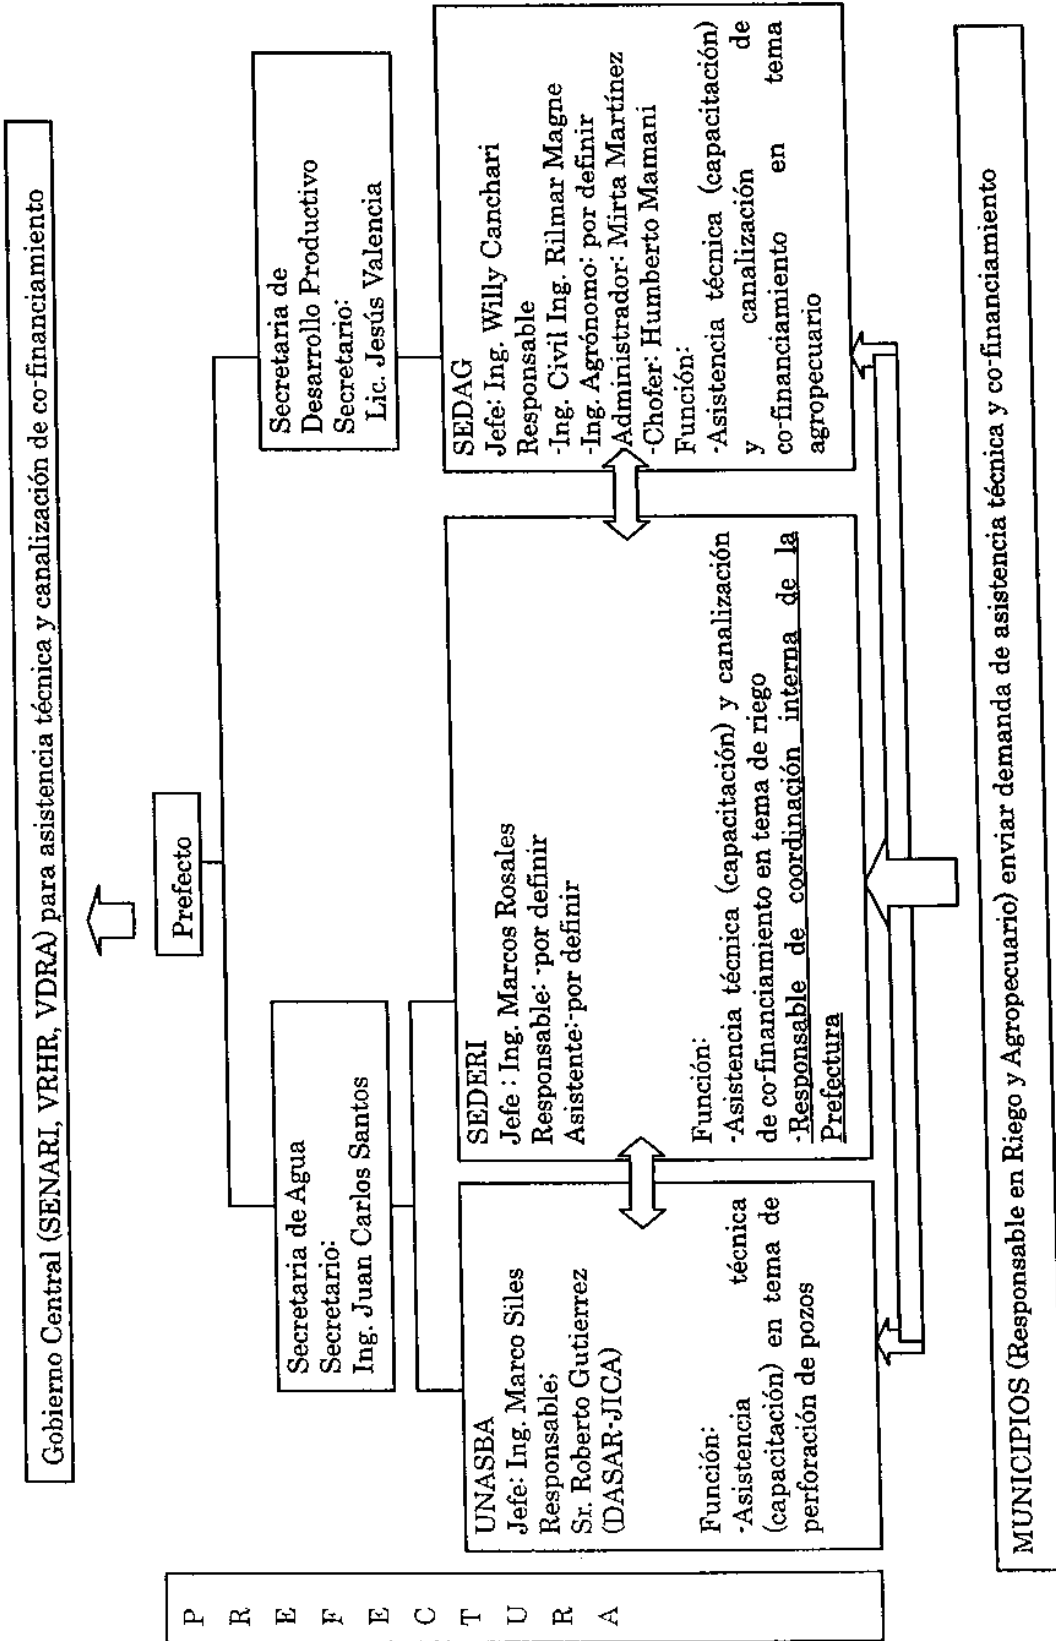 Gobierno Central (SENARI, VRHR, VDRA) para asistencia técnica y canalización de co-financiamiento
Prefecto
P
R
E
F
E
C
T
U
R
A
Secretaria de Agua
Secretario:
Ing. Juan Carlos Santos
Secretaria de
Desarrollo Productivo
Secretario:
Lic. Jesús Valencia
UNASBA
Jefe: Ing. Marco Siles
Responsable;
Sr. Roberto Gutierrez
(DASAR-JICA)
Función:
-Asistencia técnica
(capacitación) en tema de
perforación de pozos
SEDERI
Jefe : Ing. Marcos Rosales
Responsable: -por definir
Asistente:-por definir
Función:
-Asistencia técnica (capacitación) y canalización
de co-financiamiento en tema de riego
-Responsable de coordinación interna de la
Prefectura
SEDAG
Jefe: Ing. Willy Canchari
Responsable
-Ing. Civil Ing. Rilmar Magne
-Ing. Agrónomo: por definir
-Administrador: Mirta Martínez
-Chofer: Humberto Mamani
Función:
-Asistencia técnica (capacitación)
y canalización de
co-financiamiento en tema
agropecuario
MUNICIPIOS (Responsable en Riego y Agropecuario) enviar demanda de asistencia técnica y co-financiamiento